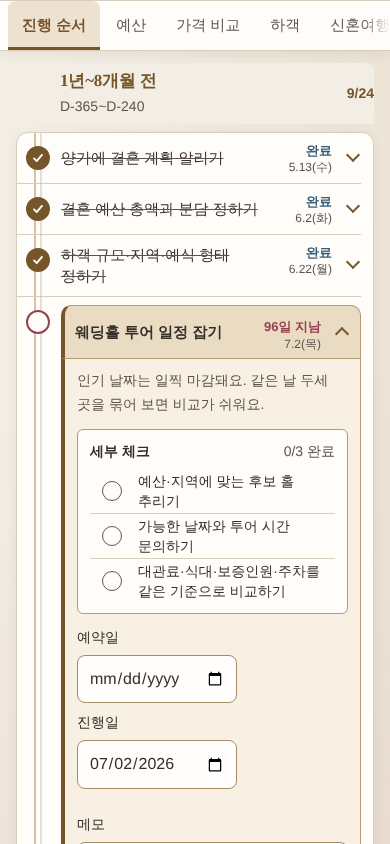 진행 순서 예산 가격 비교 하객 신혼여행
1년~8개월 전
D-365~D-240
9/24
양가에 결혼 계획 알리기
완료
5.13(수)
결혼 예산 총액과 분담 정하기
완료
6.2(화)
하객 규모·지역·예식 형태
정하기
완료
6.22(월)
웨딩홀 투어 일정 잡기
96일 지남
7.2(목)
인기 날짜는 일찍 마감돼요. 같은 날 두세
곳을 묶어 보면 비교가 쉬워요.
세부 체크 0/3 완료
예산·지역에 맞는 후보 홀
추리기
가능한 날짜와 투어 시간
문의하기
대관료·식대·보증인원·주차를
같은 기준으로 비교하기
예약일
mm/dd/yyyy
진행일
07/02/2026
메모